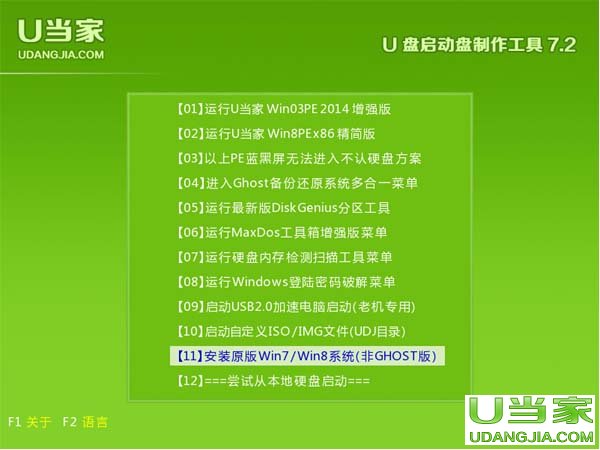 U当家
UDANGJIA.COM
U盘启动盘制作工具 7.2
【01】运行U当家 Win03PE 2014 增强版
【02】运行U当家 Win8PEx86 精简版
【03】以上PE蓝黑屏无法进入不认硬盘方案
【04】进入Ghost备份还原系统多合一菜单
【05】运行最新版DiskGenius分区工具
【06】运行MaxDos工具箱增强版菜单
【07】运行硬盘内存检测扫描工具菜单
【08】运行Windows登陆密码破解菜单
【09】启动USB2.0加速电脑启动(老机专用)
【10】启动自定义ISO/IMG文件(UDJ目录)
【11】安装原版Win7/Win8系统(非GHOST版)
【12】===尝试从本地硬盘启动===
F1 关于 F2 语言
U当家
UDANGJIA.COM